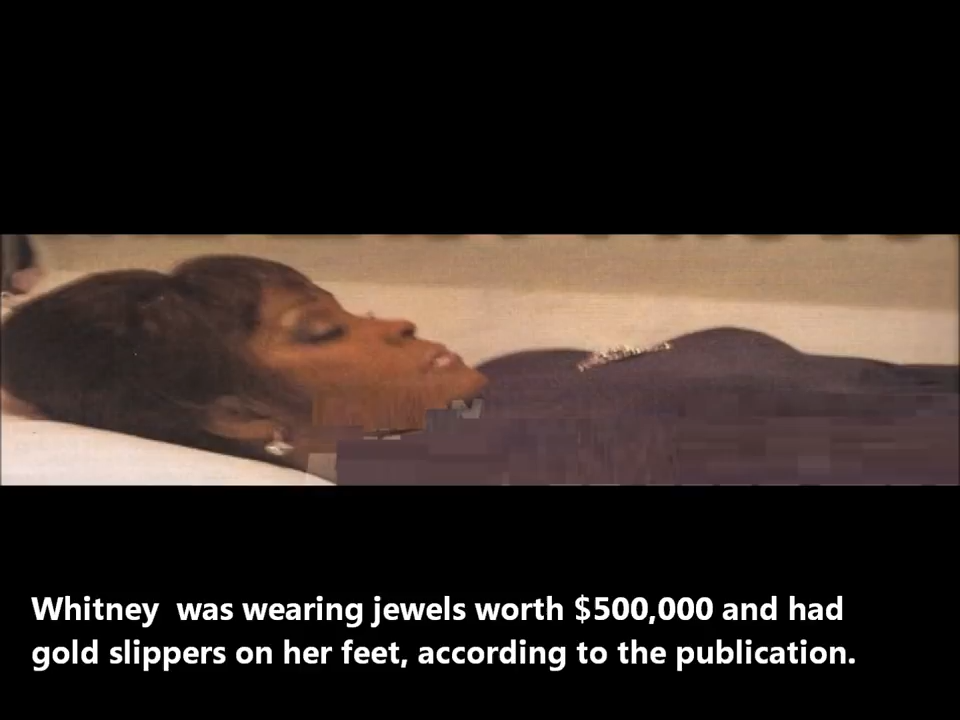 Whitney  was wearing jewels worth $500,000 and had
gold slippers on her feet, according to the publication.